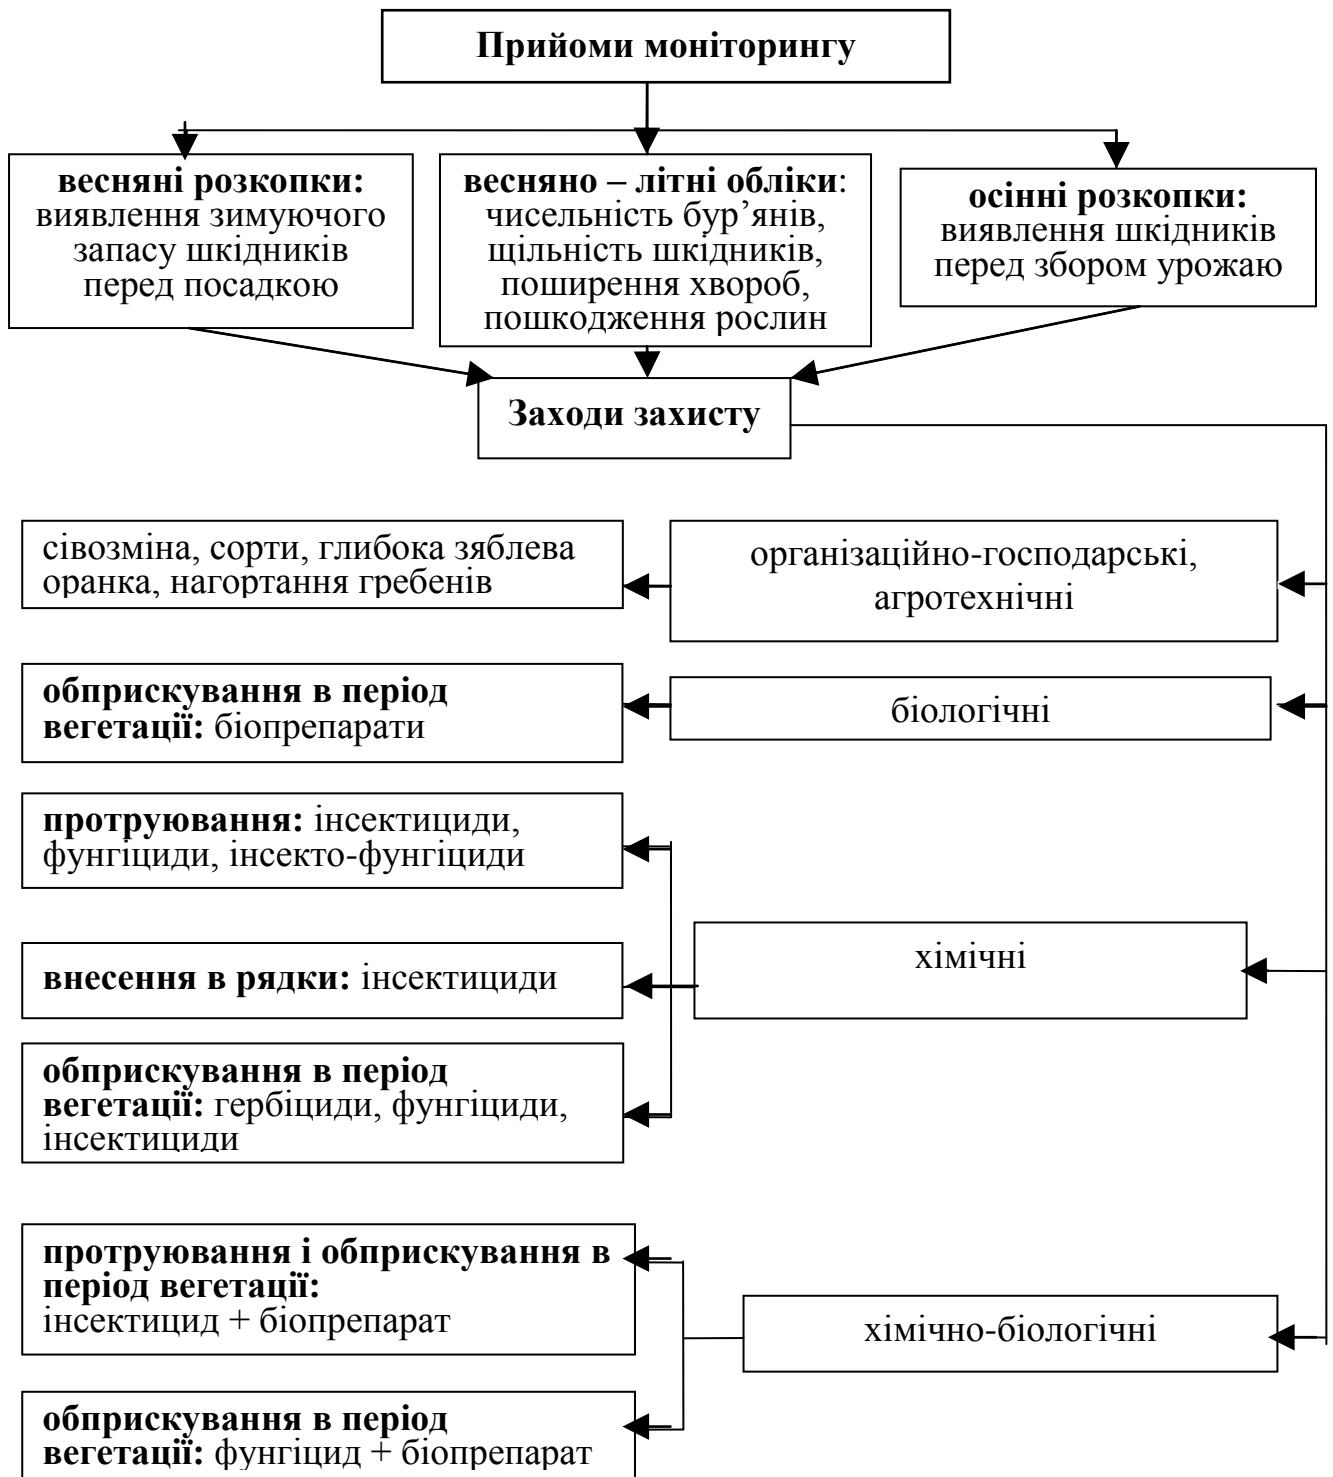 Прийоми моніторингу
весняні розкопки:
виявлення зимуючого
запасу шкідників
перед посадкою
весняно – літні обліки:
чисельність бур’янів,
щільність шкідників,
поширення хвороб,
пошкодження рослин
осінні розкопки:
виявлення шкідників
перед збором урожаю
Заходи захисту
сівозміна, сорти, глибока зяблева
оранка, нагортання гребенів
організаційно-господарські,
агротехнічні
обприскування в період
вегетації: біопрепарати
біологічні
протруювання: інсектициди,
фунгіциди, інсекто-фунгіциди
внесення в рядки: інсектициди
хімічні
обприскування в період
вегетації: гербіциди, фунгіциди,
інсектициди
протруювання і обприскування в
період вегетації:
інсектицид + біопрепарат
хімічно-біологічні
обприскування в період
вегетації: фунгіцид + біопрепарат